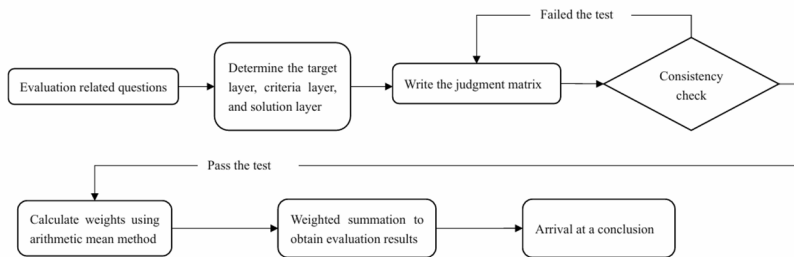 Failed the test
Evaluation related questions
Determine the target
layer, criteria layer,
and solution layer
Write the judgment matrix
Consistency
check
Pass the test
Calculate weights using
arithmetic mean method
Weighted summation to
obtain evaluation results
Arrival at a conclusion